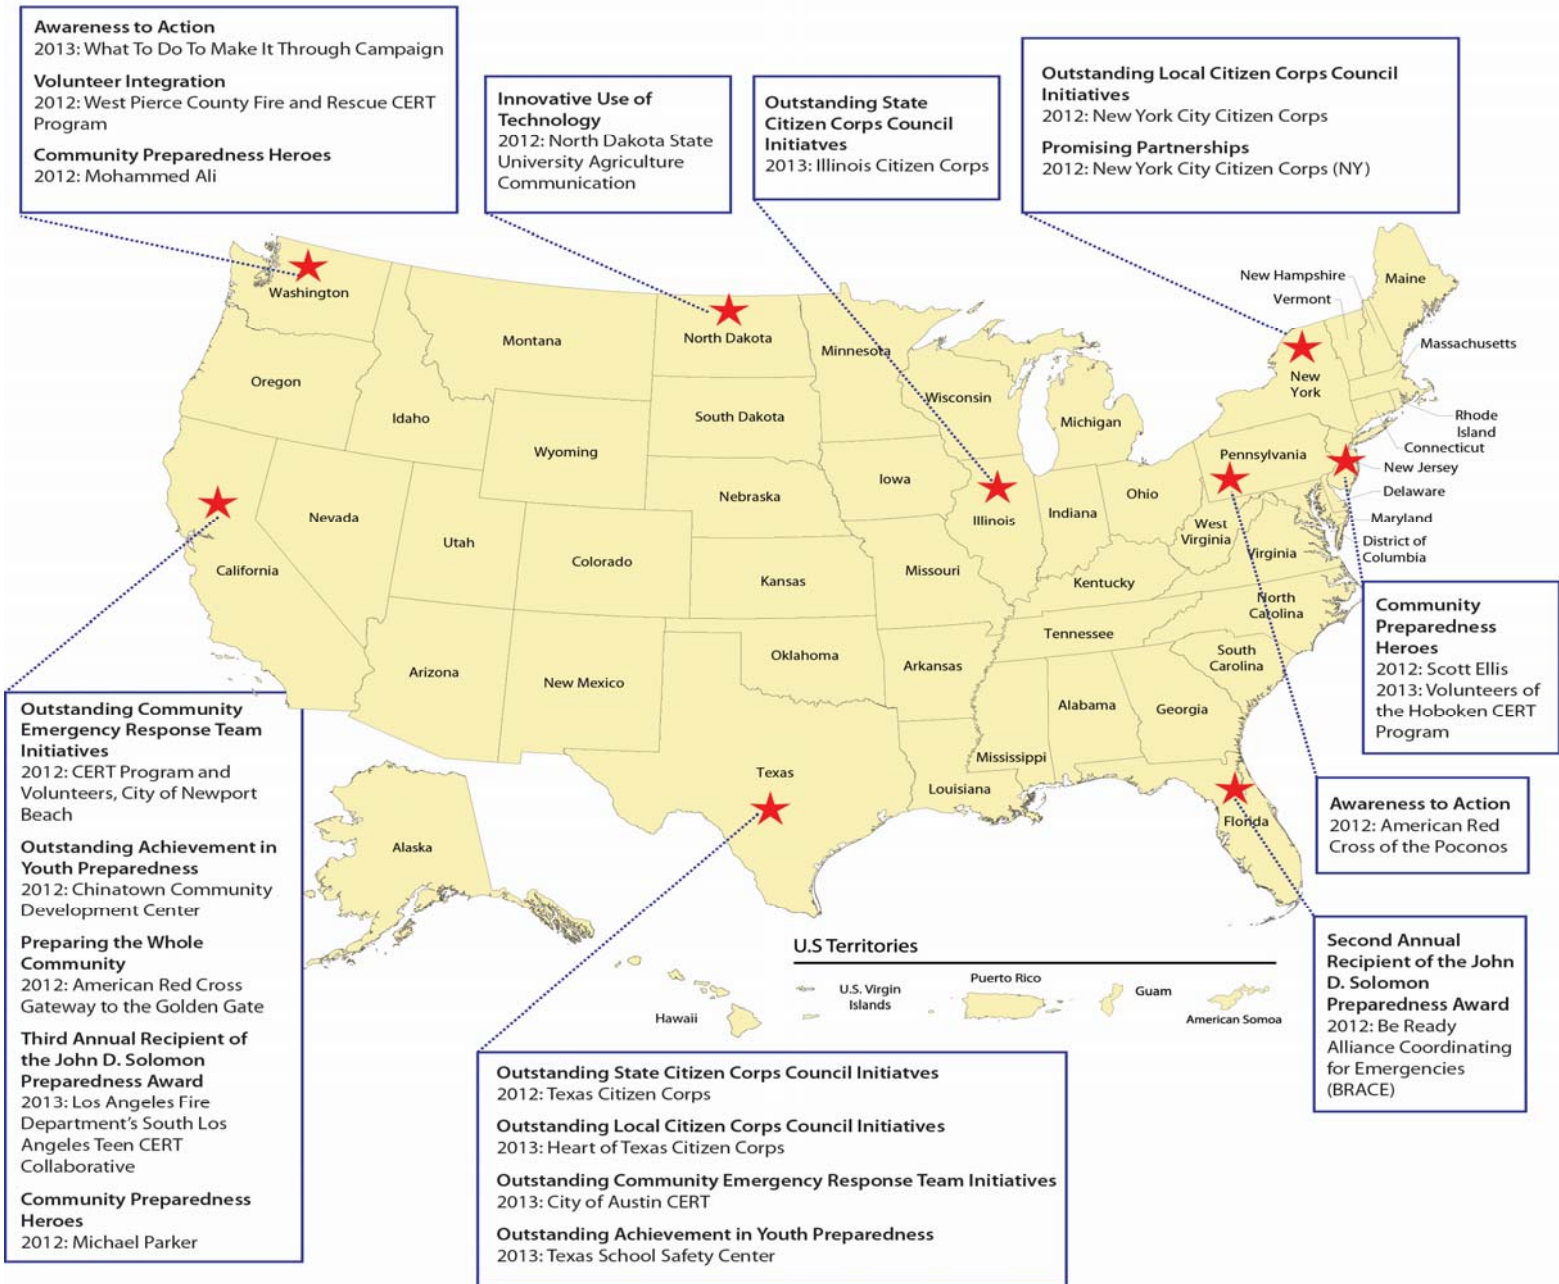 Awareness to Action
2013: What To Do To Make It Through Campaign
Volunteer Integration
2012: West Pierce County Fire and Rescue CERT
Program
Community Preparedness Heroes
2012: Mohammed Ali
Innovative Use of
Technology
2012: North Dakota State
University Agriculture
Communication
Outstanding State
Citizen Corps Council
Initiatves
2013: Illinois Citizen Corps
Outstanding Local Citizen Corps Council
Initiatives
2012: New York City Citizen Corps
Promising Partnerships
2012: New York City Citizen Corps (NY)
Washington
Montana
North Dakota
Minnesota
Oregon
Idaho
Wyoming
South Dakota
Wisconsin
Michigan
New Hampshire
Vermont
Maine
Massachusetts
New
York
Rhode
Island
Connecticut
New Jersey
Delaware
Maryland
District of
Columbia
Pennsylvania
California
Nevada
Utah
Colorado
Nebraska
Iowa
Kansas
Missouri
Illinois
Indiana
Ohio
West
Virginia
Virginia
Kentucky
North
Carolina
Tennessee
South
Carolina
Arizona
New Mexico
Oklahoma
Arkansas
Texas
Louisiana
Mississippi
Alabama
Georgia
Florida
Alaska
Hawaii
U.S Territories
U.S. Virgin
Islands
Puerto Rico
Guam
American Somoa
Community
Preparedness
Heroes
2012: Scott Ellis
2013: Volunteers of
the Hoboken CERT
Program
Awareness to Action
2012: American Red
Cross of the Poconos
Second Annual
Recipient of the John
D. Solomon
Preparedness Award
2012: Be Ready
Alliance Coordinating
for Emergencies
(BRACE)
Outstanding Community
Emergency Response Team
Initiatives
2012: CERT Program and
Volunteers, City of Newport
Beach
Outstanding Achievement in
Youth Preparedness
2012: Chinatown Community
Development Center
Preparing the Whole
Community
2012: American Red Cross
Gateway to the Golden Gate
Third Annual Recipient of
the John D. Solomon
Preparedness Award
2013: Los Angeles Fire
Department's South Los
Angeles Teen CERT
Collaborative
Community Preparedness
Heroes
2012: Michael Parker
Outstanding State Citizen Corps Council Initiatves
2012: Texas Citizen Corps
Outstanding Local Citizen Corps Council Initiatives
2013: Heart of Texas Citizen Corps
Outstanding Community Emergency Response Team Initiatives
2013: City of Austin CERT
Outstanding Achievement in Youth Preparedness
2013: Texas School Safety Center